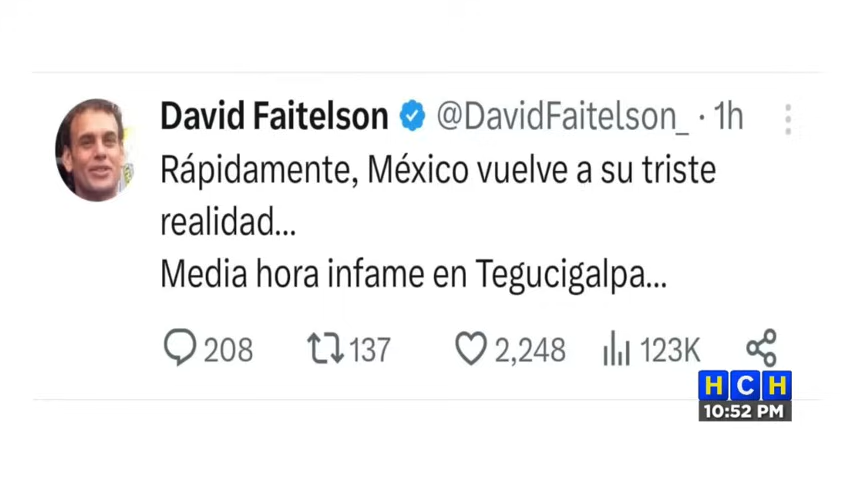 David Faitelson @DavidFaitelson_ · 1h
Rápidamente, México vuelve a su triste
realidad...
Media hora infame en Tegucigalpa...
208 137 2,248 123K
HCH
10:52 PM